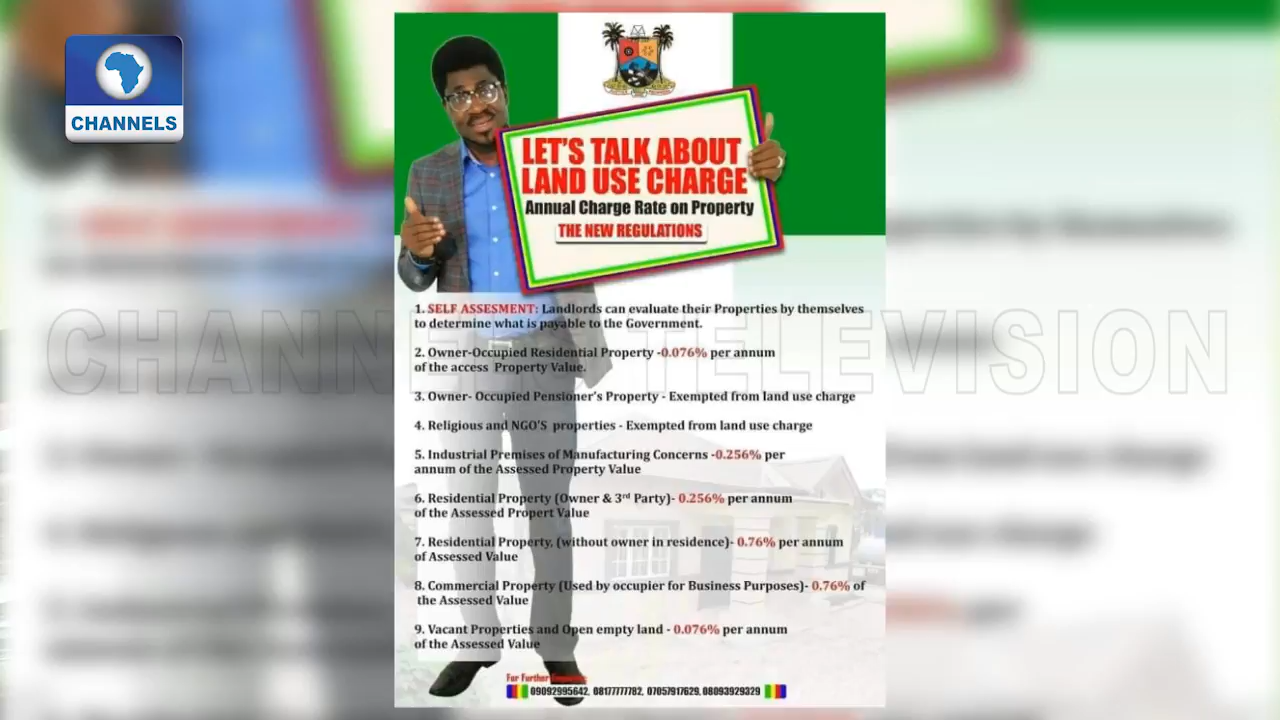 CHANNELS
LET'S TALK ABOUT
LAND USE CHARGE
Annual Charge Rate on Property
THE NEW REGULATIONS
1. SELF ASSESMENT: Landlords can evaluate their Properties by themselves
to determine what is payable to the Government.
2. Owner-Occupied Residential Property -0.076% per annum
of the access Property Value.
3. Owner- Occupied Pensioner's Property - Exempted from land use charge
4. Religious and NGO'S properties - Exempted from land use charge
5. Industrial Premises of Manufacturing Concerns -0.256% per
annum of the Assessed Property Value
6. Residential Property (Owner & 3rd Party)- 0.256% per annum
of the Assessed Propert Value
7. Residential Property, (without owner in residence)- 0.76% per annum
of Assessed Value
8. Commercial Property (Used by occupier for Business Purposes)- 0.76% of
the Assessed Value
9. Vacant Properties and Open empty land - 0.076% per annum
of the Assessed Value
For Further
09092995642, 08177777782, 07057917629, 08093929329
CHANNELS TELEVISION